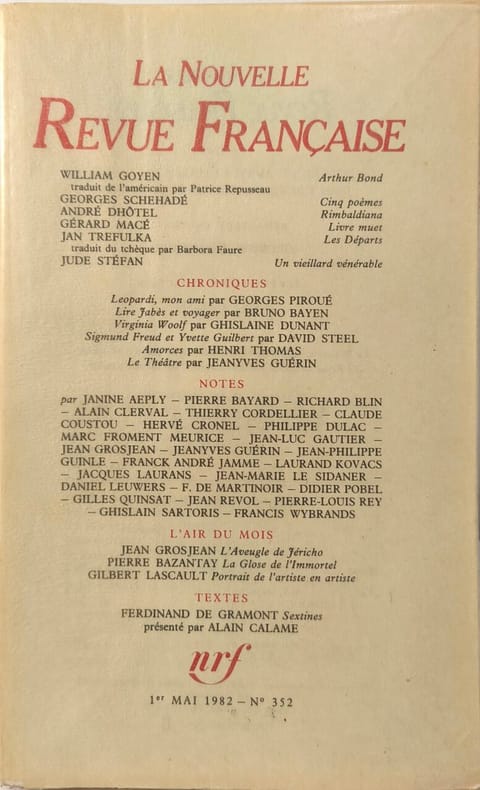 LA NOUVELLE
REVUE FRANÇAISE
WILLIAM GOYEN Arthur Bond
traduit de l'américain par Patrice Repusseau
GEORGES SCHEHADÉ Cinq poèmes
ANDRÉ DHÔTEL Rimbaldiana
GÉRARD MACÉ Livre muet
JAN TREFULKA Les Départs
traduit du tchèque par Barbora Faure
JUDE STÉFAN Un vieillard vénérable
CHRONIQUES
Leopardi, mon ami par GEORGES PIROUÉ
Lire Jabès et voyager par BRUNO BAYEN
Virginia Woolf par GHISLAINE DUNANT
Sigmund Freud et Yvette Guilbert par DAVID STEEL
Amorces par HENRI THOMAS
Le Théâtre par JEANYVES GUÉRIN
NOTES
par JANINE AEPLY – PIERRE BAYARD – RICHARD BLIN
– ALAIN CLERVAL – THIERRY CORDELLIER – CLAUDE
COUSTOU – HERVÉ CRONEL – PHILIPPE DULAC –
MARC FROMENT MEURICE – JEAN-LUC GAUTIER –
JEAN GROSJEAN – JEANYVES GUÉRIN – JEAN-PHILIPPE
GUINLE – FRANCK ANDRÉ JAMME – LAURAND KOVACS
– JACQUES LAURANS – JEAN-MARIE LE SIDANER –
DANIEL LEUWERS – F. DE MARTINOIR – DIDIER POBEL
– GILLES QUINSAT – JEAN REVOL – PIERRE-LOUIS REY
– GHISLAIN SARTORIS – FRANCIS WYBRANDS
L'AIR DU MOIS
JEAN GROSJEAN L'Aveugle de Jéricho
PIERRE BAZANTAY La Glose de l'Immortel
GILBERT LASCAULT Portrait de l'artiste en artiste
TEXTES
FERDINAND DE GRAMONT Sextines
présenté par ALAIN CALAME
nrf
1er MAI 1982 – N° 352